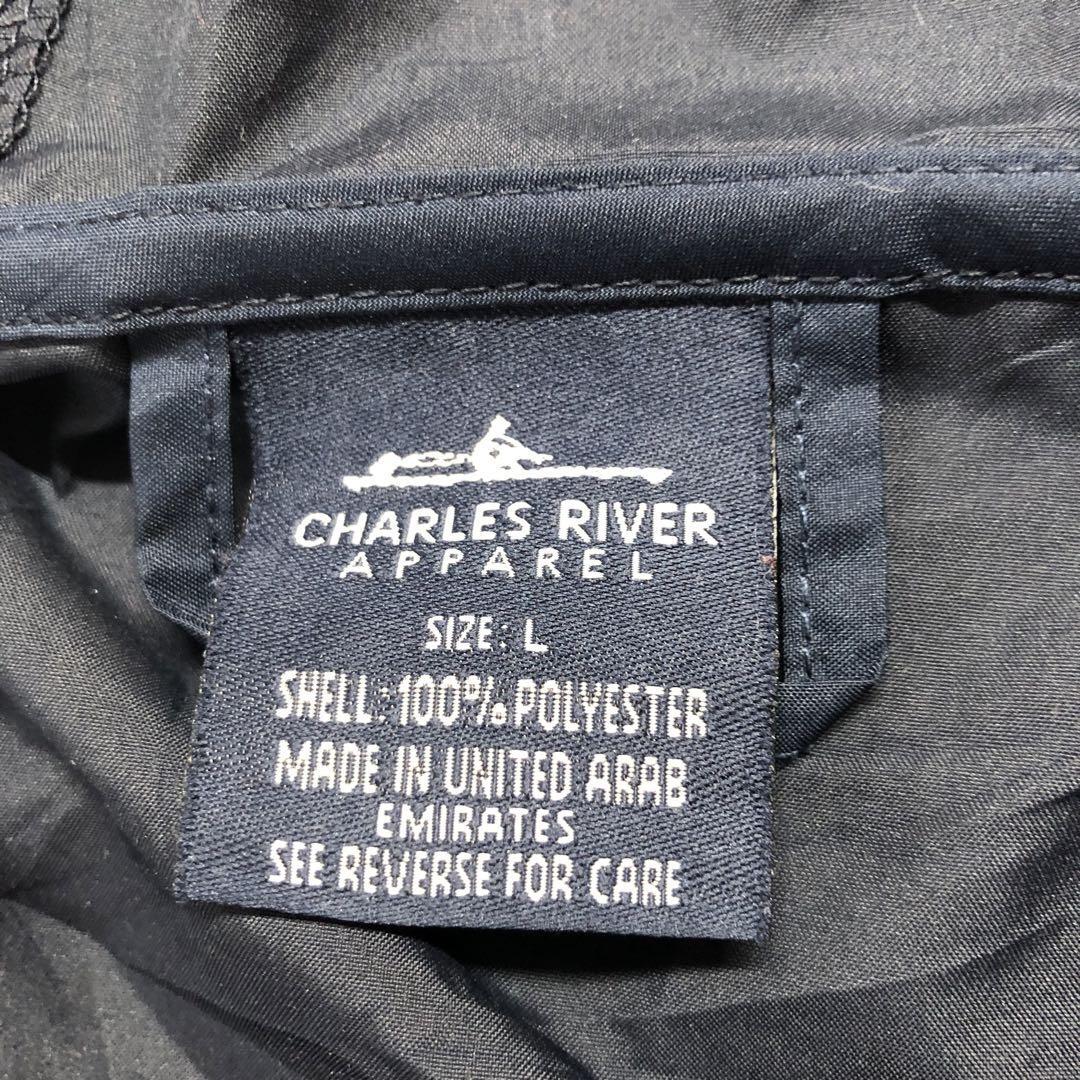 CHARLES RIVER
APPAREL
SIZE: L
SHELL: 100% POLYESTER
MADE IN UNITED ARAB
EMIRATES
SEE REVERSE FOR CARE